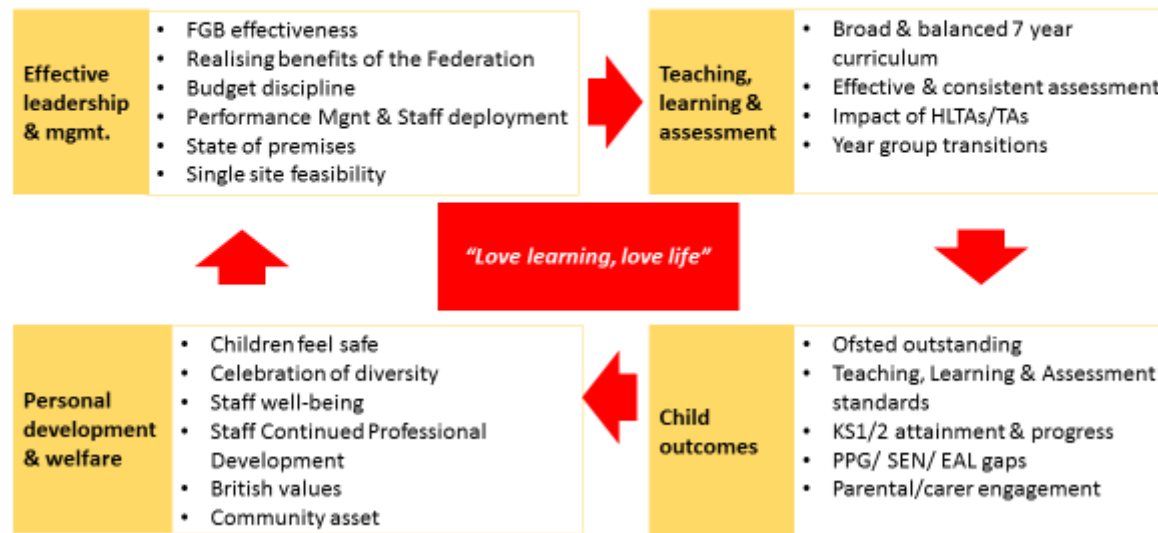 Effective
leadership
& mgmt.
• FGB effectiveness
• Realising benefits of the Federation
• Budget discipline
• Performance Mgnt & Staff deployment
• State of premises
• Single site feasibility
Teaching,
learning &
assessment
• Broad & balanced 7 year
curriculum
• Effective & consistent assessment
• Impact of HLTAs/TAs
• Year group transitions
“Love learning, love life”
Personal
development
& welfare
• Children feel safe
• Celebration of diversity
• Staff well-being
• Staff Continued Professional
Development
• British values
• Community asset
Child
outcomes
• Ofsted outstanding
• Teaching, Learning & Assessment
standards
• KS1/2 attainment & progress
• PPG/ SEN/ EAL gaps
• Parental/carer engagement